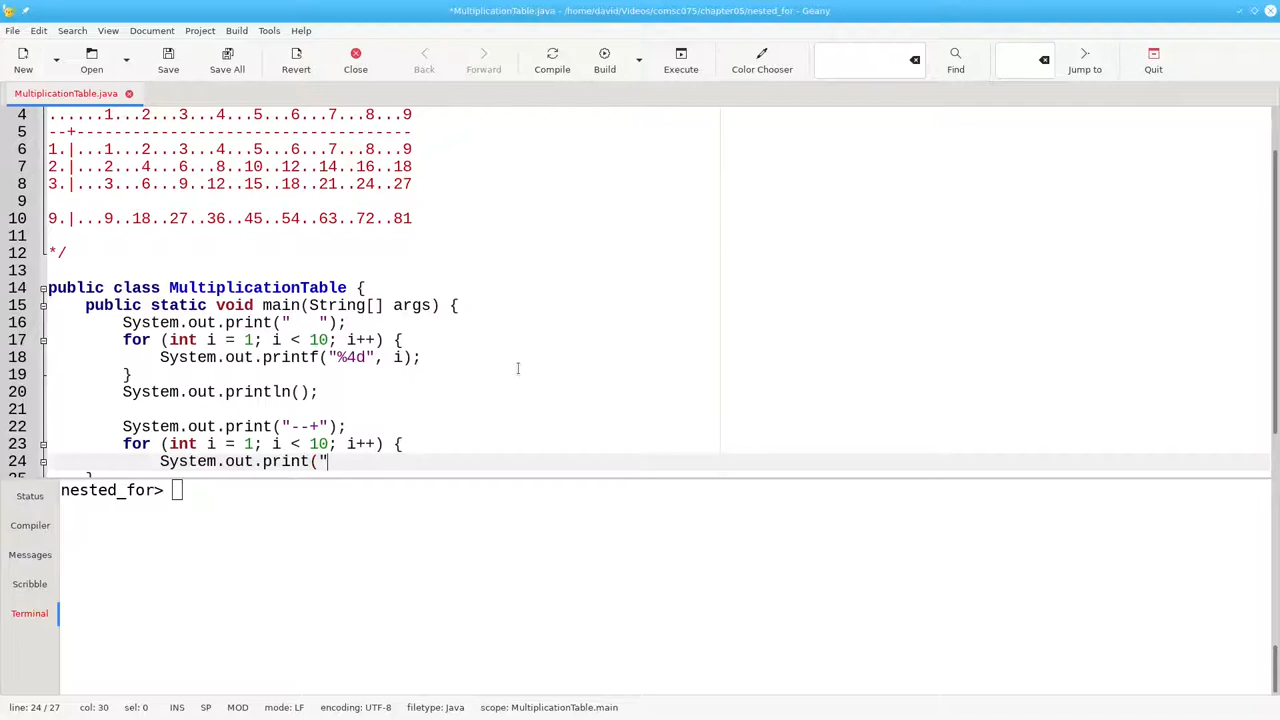 *MultiplicationTable.java - /home/david/Videos/comsc075/chapter05/nested_for - Geany
File Edit Search View Document Project Build Tools Help
New Open Save Save All Revert Close Back Forward Compile Build Execute Color Chooser Find Jump to Quit
MultiplicationTable.java
4 ......1...2...3...4...5...6...7...8...9
5 --+------------------------------------
6 1.|...1...2...3...4...5...6...7...8...9
7 2.|...2...4...6...8..10..12..14..16..18
8 3.|...3...6...9..12..15..18..21..24..27
9
10 9.|...9..18..27..36..45..54..63..72..81
11
12 */
13
14 public class MultiplicationTable {
15     public static void main(String[] args) {
16         System.out.print("   ");
17         for (int i = 1; i < 10; i++) {
18             System.out.printf("%4d", i);
19         }
20         System.out.println();
21
22         System.out.print("--+");
23         for (int i = 1; i < 10; i++) {
24             System.out.print("
25     }
nested_for>
Status
Compiler
Messages
Scribble
Terminal
line: 24 / 27 col: 30 sel: 0 INS SP MOD mode: LF encoding: UTF-8 filetype: Java scope: MultiplicationTable.main